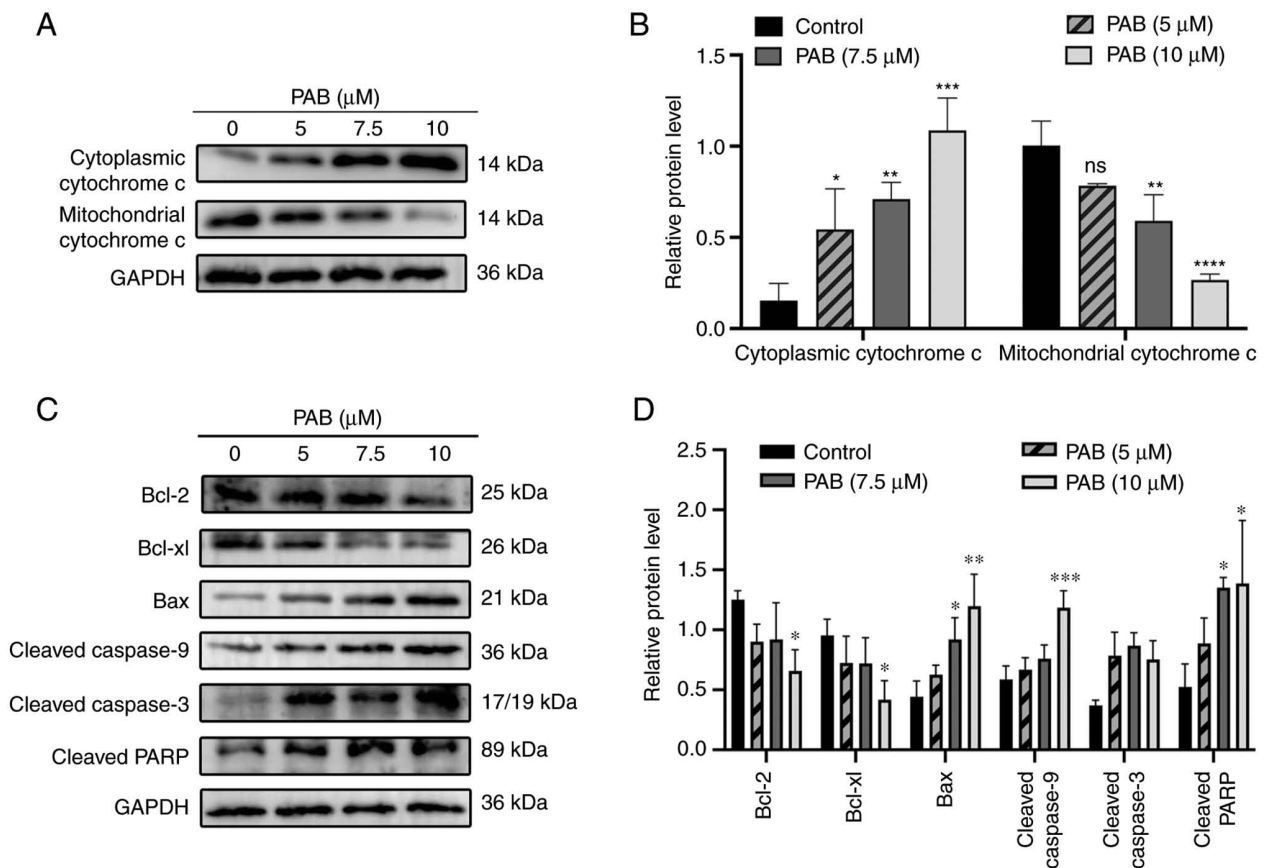 A
PAB (μM)
0 5 7.5 10
Cytoplasmic
cytochrome c
14 kDa
Mitochondrial
cytochrome c
14 kDa
GAPDH
36 kDa
B
Control
PAB (5 μM)
PAB (7.5 μM)
PAB (10 μM)
Relative protein level
1.5
1.0
0.5
0.0
*
**
***
ns
**
****
Cytoplasmic cytochrome c
Mitochondrial cytochrome c
C
PAB (μM)
0 5 7.5 10
Bcl-2
25 kDa
Bcl-xl
26 kDa
Bax
21 kDa
Cleaved caspase-9
36 kDa
Cleaved caspase-3
17/19 kDa
Cleaved PARP
89 kDa
GAPDH
36 kDa
D
Control
PAB (5 μM)
PAB (7.5 μM)
PAB (10 μM)
Relative protein level
2.5
2.0
1.5
1.0
0.5
0.0
*
*
*
**
***
*
*
Bcl-2
Bcl-xl
Bax
Cleaved
caspase-9
Cleaved
caspase-3
Cleaved
PARP